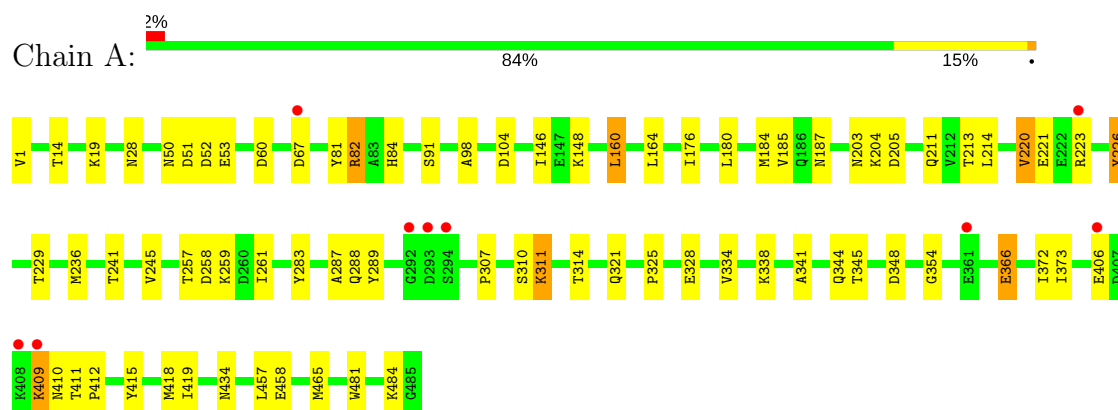 2%
Chain A:
84% 15% •
V1 T14 K19 N28 N50 D51 D52 E53 D60 D67 Y81 R82 A83 H84 S91 A98 D104 I146 E147 K148 L160 L164 I176 L180 M184 V185 Q186 N187 N203 K204 D205 Q211 V212 T213 L214 V220 E221 E222 R223
T229 M236 T241 V245 T257 D258 K259 D260 I261 Y283 A287 Q288 Y289 G292 D293 S294 P307 S310 K311 T314 Q321 P325 E328 V334 K338 A341 Q344 T345 D348 G354 E361 E366 I372 I373 E406
K408 K409 N410 T411 P412 Y415 M418 I419 N434 L457 E458 M465 W481 K484 G485